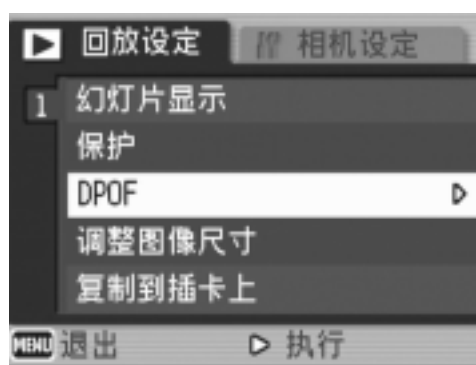 回放设定 相机设定
1 幻灯片显示
保护
DPOF
调整图像尺寸
复制到插卡上
MENU 退出 执行